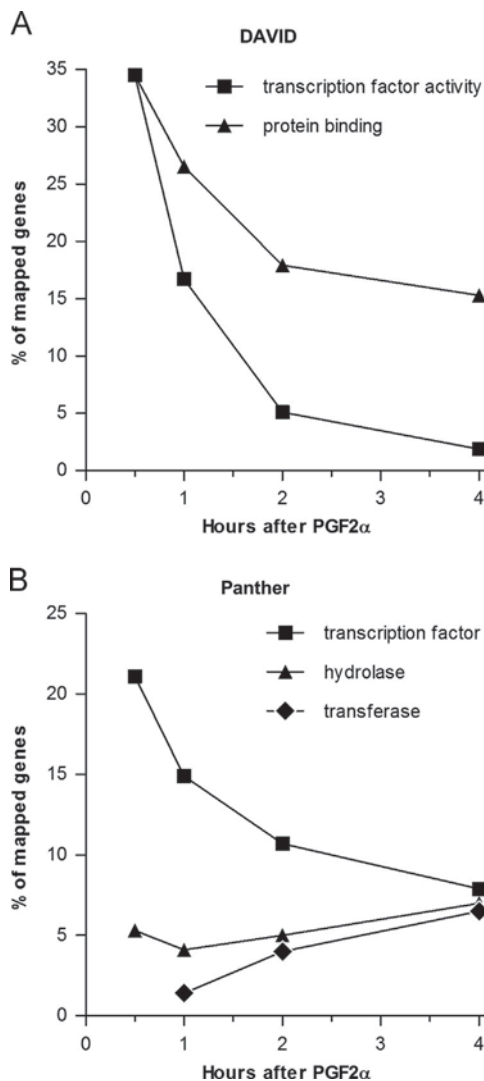 A
DAVID
35
30
25
20
15
10
5
0
% of mapped genes
transcription factor activity
protein binding
0 1 2 3 4
Hours after PGF2α
B
Panther
25
20
15
10
5
0
% of mapped genes
transcription factor
hydrolase
transferase
0 1 2 3 4
Hours after PGF2α